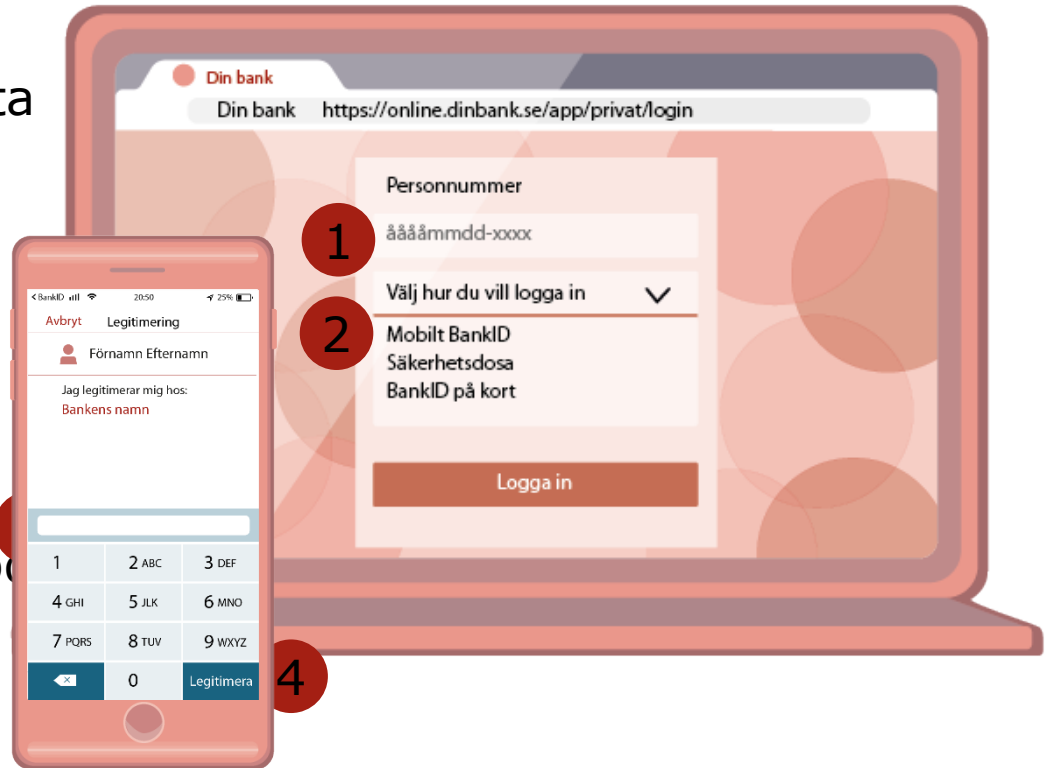 ta
Din bank
Din bank https://online.dinbank.se/app/privat/login
Personnummer
1
ååååmmdd-xxxx
Välj hur du vill logga in
2
Mobilt BankID
Säkerhetsdosa
BankID på kort
Logga in
<BankID 20:50 25%
Avbryt Legitimering
Förnamn Efternamn
Jag legitimerar mig hos:
Bankens namn
1 2 ABC 3 DEF
4 GHI 5 JLK 6 MNO
7 PQRS 8 TUV 9 WXYZ
0 Legitimera
4